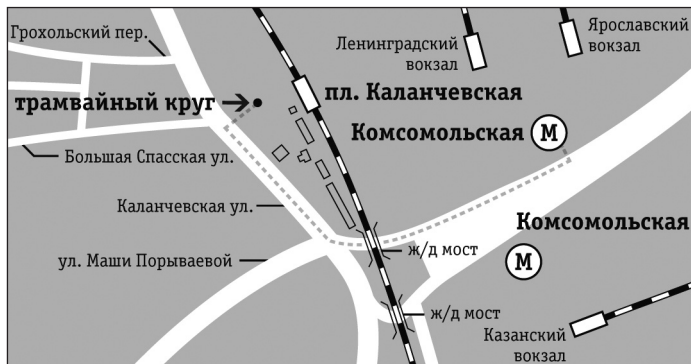 Грохольский пер.
Ленинградский
вокзал
Ярославский
вокзал
трамвайный круг
пл. Каланчевская
Комсомольская М
Большая Спасская ул.
Каланчевская ул.
Комсомольская
М
ул. Маши Порываевой
ж/д мост
ж/д мост
Казанский
вокзал